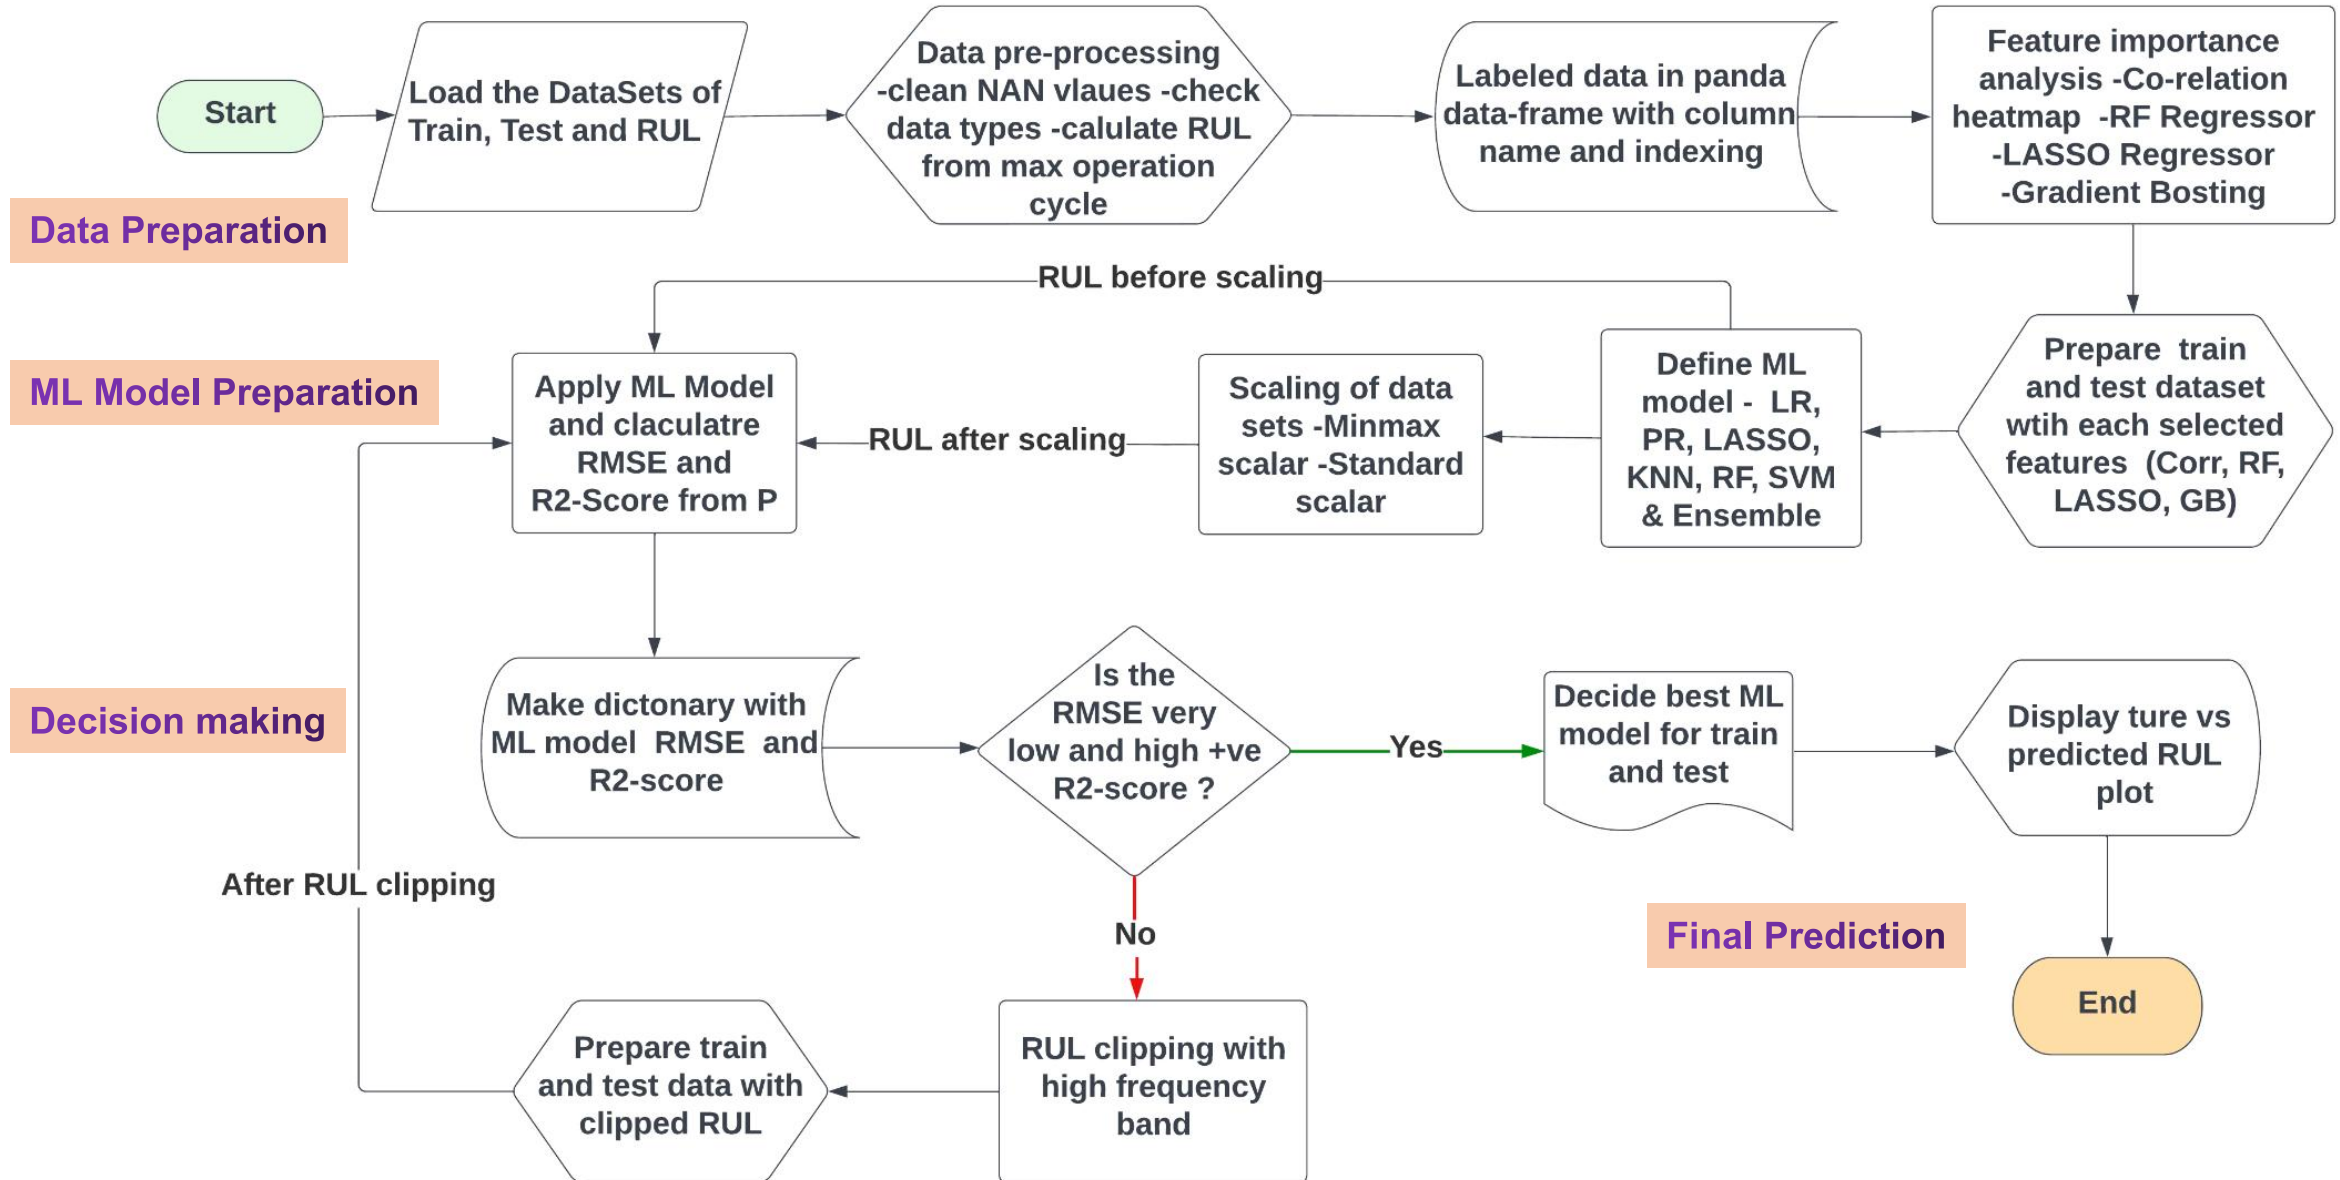 Start
Load the DataSets of
Train, Test and RUL
Data pre-processing
-clean NAN vlaues -check
data types -calulate RUL
from max operation
cycle
Labeled data in panda
data-frame with column
name and indexing
Feature importance
analysis -Co-relation
heatmap  -RF Regressor
-LASSO Regressor
-Gradient Bosting
Data Preparation
RUL before scaling
ML Model Preparation
Apply ML Model
and claculatre
RMSE and
R2-Score from P
RUL after scaling
Scaling of data
sets -Minmax
scalar -Standard
scalar
Define ML
model -  LR,
PR, LASSO,
KNN, RF, SVM
& Ensemble
Prepare  train
and test dataset
wtih each selected
features  (Corr, RF,
LASSO, GB)
Decision making
Make dictonary with
ML model  RMSE  and
R2-score
Is the
RMSE very
low and high +ve
R2-score ?
Yes
Decide best ML
model for train
and test
Display ture vs
predicted RUL
plot
After RUL clipping
No
Final Prediction
Prepare train
and test data with
clipped RUL
RUL clipping with
high frequency
band
End